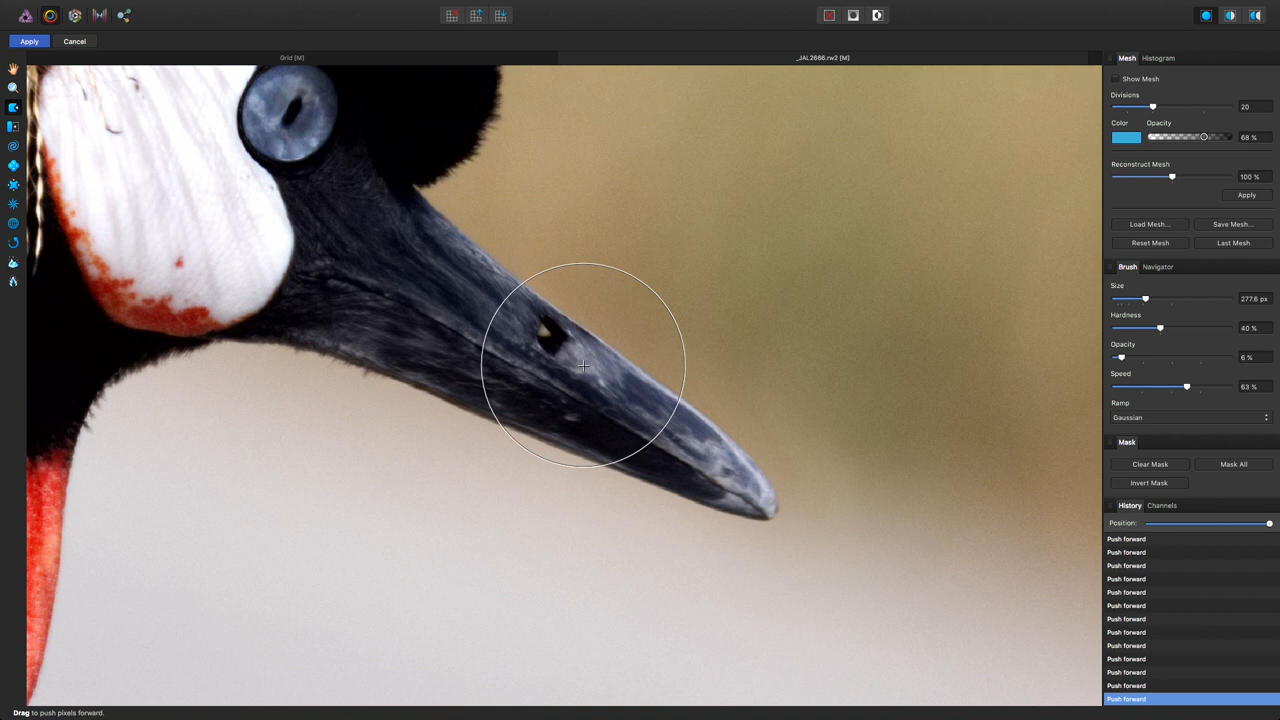 Apply Cancel
Grid [M] _JAL2666.rw2 [M]
Mesh Histogram
Show Mesh
Divisions
20
Color Opacity
68 %
Reconstruct Mesh
100 %
Apply
Load Mesh... Save Mesh...
Reset Mesh Last Mesh
Brush Navigator
Size
277.6 px
Hardness
40 %
Opacity
6 %
Speed
63 %
Ramp
Gaussian
Mask
Clear Mask Mask All
Invert Mask
History Channels
Position:
Push forward
Push forward
Push forward
Push forward
Push forward
Push forward
Push forward
Push forward
Push forward
Push forward
Push forward
Push forward
Push forward
Drag to push pixels forward.